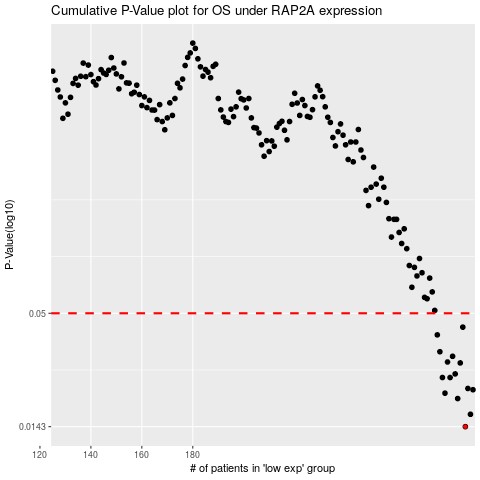 Cumulative P-Value plot for OS under RAP2A expression
P-Value(log10)
0.05
0.0143
120 140 160 180
# of patients in 'low exp' group